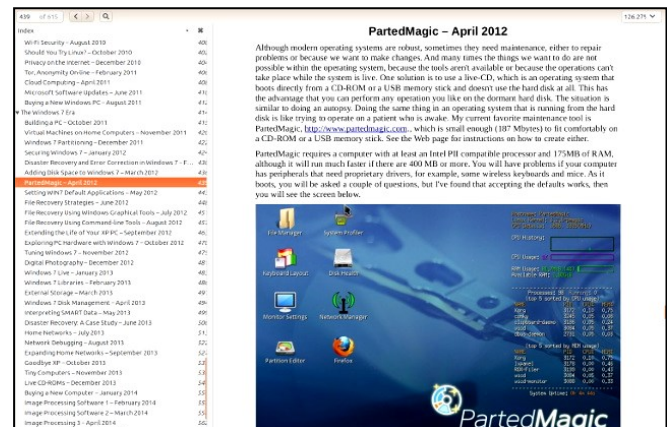 439 of 615
126.27%
Index
Wi-Fi Security – August 2010
Should You Try Linux? – October 2010
Privacy on the Internet – December 2010
Tor, Anonymity On-line – February 2011
Cloud Computing – April 2011
Microsoft Software Updates – June 2011
Buying a New Windows PC – August 2011
The Windows 7 Era
Building a PC – October 2011
Virtual Machines on Home Computers – November 2011
Windows 7 Partitioning – December 2011
Securing Windows 7 – January 2012
Disaster Recovery and Error Correction in Windows 7 – F...
Adding Disk Space to Windows 7 – March 2012
PartedMagic – April 2012
Setting WIN7 Default Applications – May 2012
File Recovery Strategies – June 2012
File Recovery Using Windows Graphical Tools – July 2012
File Recovery Using Command-line Tools – August 2012
Extending the Life of Your XP PC – September 2012
Exploring PC Hardware with Windows 7 – October 2012
Tuning Windows 7 – November 2012
Digital Photography – December 2012
Windows 7 Live – January 2013
Windows 7 Libraries – February 2013
External Storage – March 2013
Windows 7 Disk Management – April 2013
Interpreting SMART Data – May 2013
Disaster Recovery: A Case Study – June 2013
Home Networks – July 2013
Network Debugging – August 2013
Expanding Home Networks – September 2013
Goodbye XP – October 2013
Tiny Computers – November 2013
Live CD-ROMs – December 2013
Buying a New Computer – January 2014
Image Processing Software 1 – February 2014
Image Processing Software 2 – March 2014
Image Processing 3 – April 2014
PartedMagic – April 2012
Although modern operating systems are robust, sometimes they need maintenance, either to repair
problems or because we want to make changes. And many times the things we want to do are not
possible within the operating system, because the tools aren't available or because the operations can't
take place while the system is live. One solution is to use a live-CD, which is an operating system that
boots directly from a CD-ROM or a USB memory stick and doesn't use the hard disk at all. This has
the advantage that you can perform any operation you like on the dormant hard disk. The situation is
similar to doing an autopsy. Doing the same thing in an operating system that is running from the hard
disk is like trying to operate on a patient who is awake. My current favorite maintenance tool is
PartedMagic, http://www.partedmagic.com., which is small enough (187 Mbytes) to fit comfortably on
a CD-ROM or a USB memory stick. See the Web page for instructions on how to create either.
PartedMagic requires a computer with at least an Intel PII compatible processor and 175MB of RAM,
although it will run much faster if there are 400 MB or more. You will have problems if your computer
has peripherals that need proprietary drivers, for example, some wireless keyboards and mice. As it
boots, you will be asked a couple of questions, but I've found that accepting the defaults works, then
you will see the screen below.
File Manager
System Profiler
Keyboard Layout
Disk Health
Monitor Settings
Network Manager
Partition Editor
Firefox
CPU History:
CPU Usage:
RAM Usage:
(top 5 sorted by CPU usage)
(top 5 sorted by MEM usage)
System Uptime:
PartedMagic